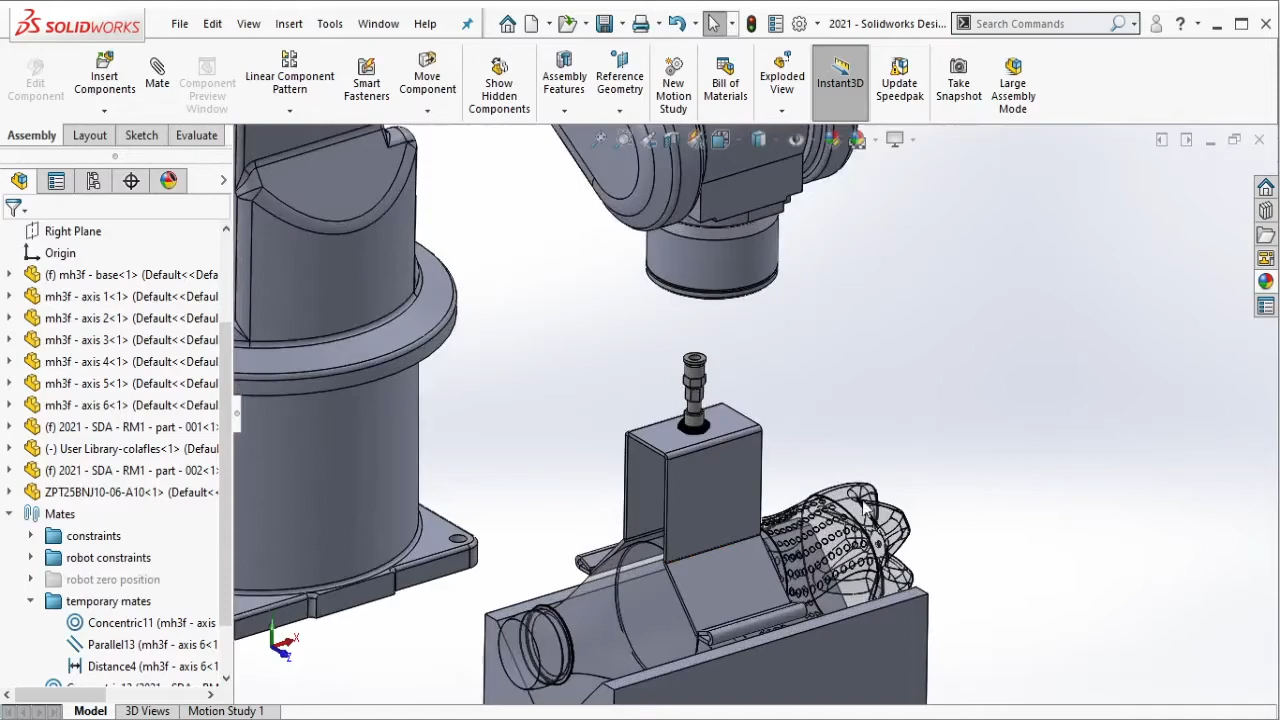 SOLIDWORKS
File Edit View Insert Tools Window Help
2021 - Solidworks Desi...
Search Commands
Edit Component
Insert Components
Mate
Component Preview Window
Linear Component Pattern
Smart Fasteners
Move Component
Show Hidden Components
Assembly Features
Reference Geometry
New Motion Study
Bill of Materials
Exploded View
Instant3D
Update Speedpak
Take Snapshot
Large Assembly Mode
Assembly Layout Sketch Evaluate
Right Plane
Origin
(f) mh3f - base<1> (Default<<Defa
mh3f - axis 1<1> (Default<<Defaul
mh3f - axis 2<1> (Default<<Defaul
mh3f - axis 3<1> (Default<<Defaul
mh3f - axis 4<1> (Default<<Defaul
mh3f - axis 5<1> (Default<<Defaul
mh3f - axis 6<1> (Default<<Defaul
(f) 2021 - SDA - RM1 - part - 001<1>
(-) User Library-colafles<1> (Defaul
(f) 2021 - SDA - RM1 - part - 002<1>
ZPT25BNJ10-06-A10<1> (Default<<
Mates
constraints
robot constraints
robot zero position
temporary mates
Concentric11 (mh3f - axis
Parallel13 (mh3f - axis 6<1
Distance4 (mh3f - axis 6<1
X
Z
Model 3D Views Motion Study 1